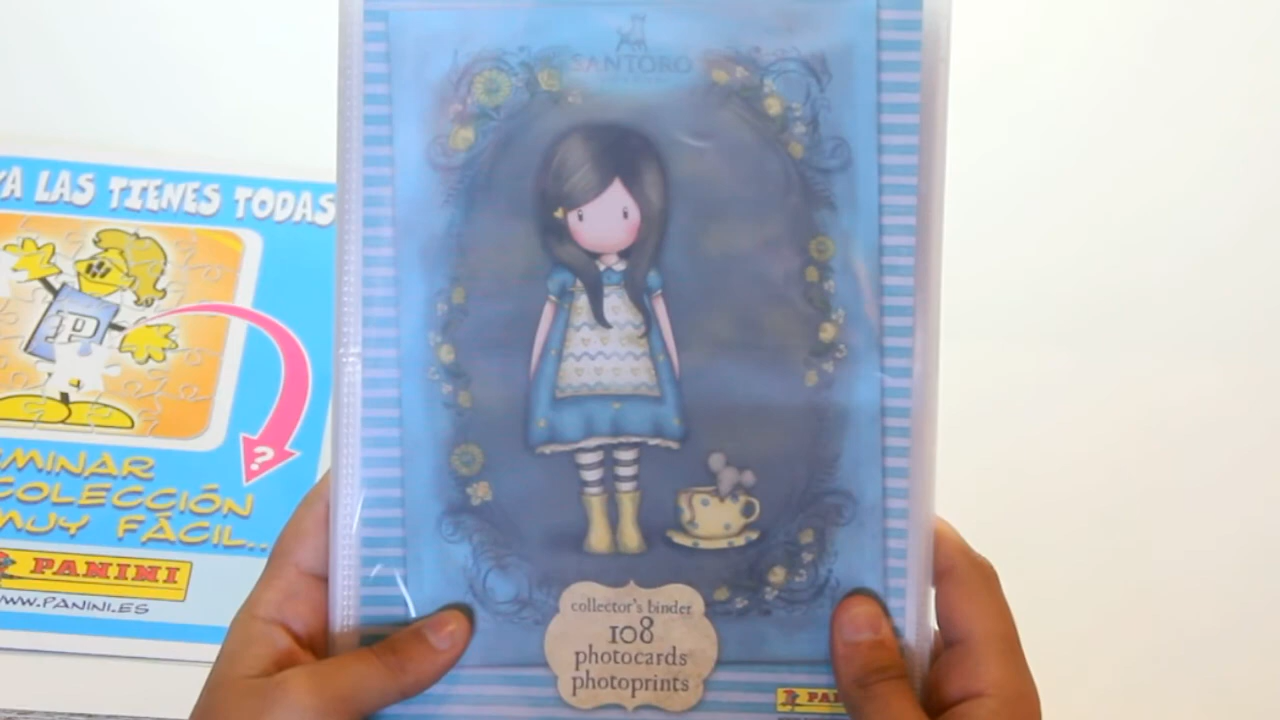 YA LAS TIENES TODAS
P
?
MINAR
COLECCIÓN
MUY FÁCIL..
PANINI
WWW.PANINI.ES
SANTORO
collector's binder
108
photocards
photoprints
PA